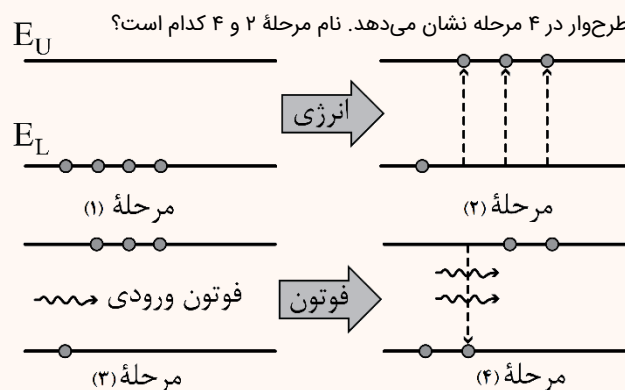 طرح‌وار در ۴ مرحله نشان می‌دهد. نام مرحلهٔ ۲ و ۴ کدام است؟
E_U
E_L
انرژی
مرحلهٔ (۱)
مرحلهٔ (۲)
فوتون ورودی
فوتون
مرحلهٔ (۳)
مرحلهٔ (۴)